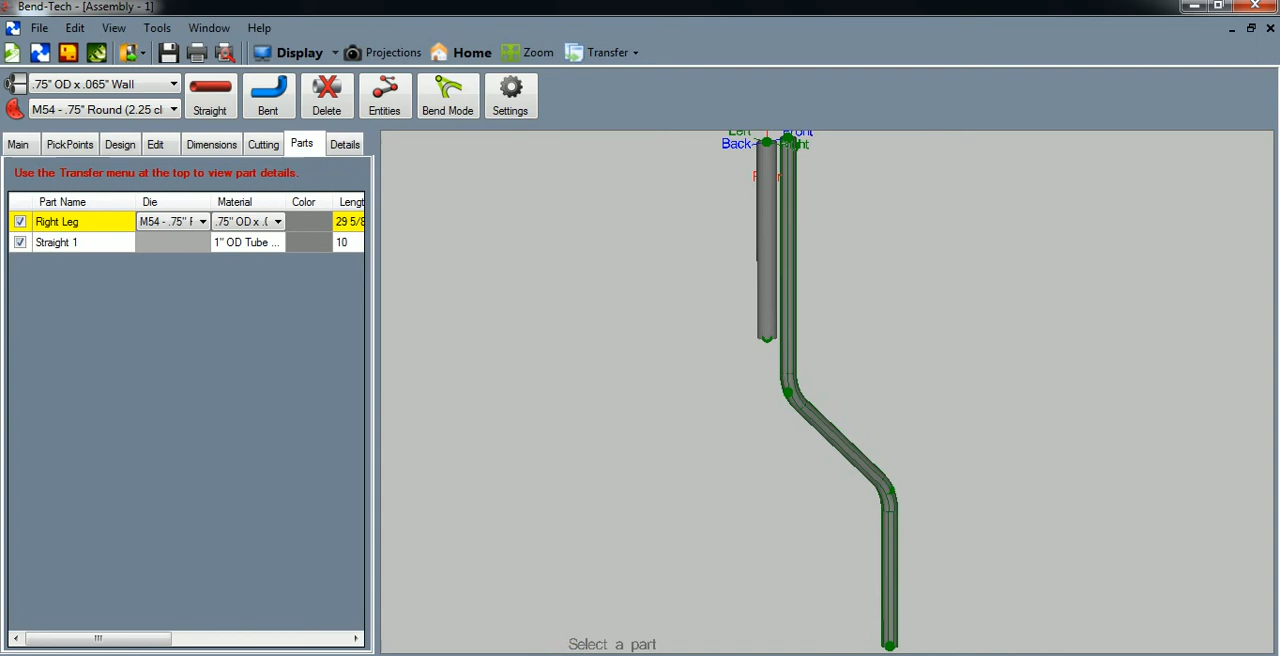 Bend-Tech - [Assembly - 1]
File Edit View Tools Window Help
Display Projections Home Zoom Transfer
.75" OD x .065" Wall
M54 - .75" Round (2.25 cl
Straight Bent Delete Entities Bend Mode Settings
Main PickPoints Design Edit Dimensions Cutting Parts Details
Use the Transfer menu at the top to view part details.
Part Name Die Material Color Lengt
Right Leg M54 - .75" F .75" OD x .( 29 5/8
Straight 1 1" OD Tube ... 10
Left Front
Back Right
Select a part